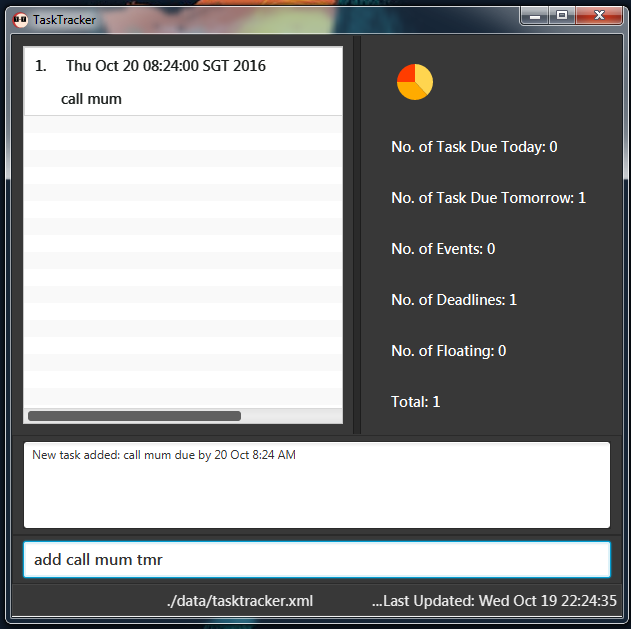 TaskTracker
1. Thu Oct 20 08:24:00 SGT 2016
call mum
No. of Task Due Today: 0
No. of Task Due Tomorrow: 1
No. of Events: 0
No. of Deadlines: 1
No. of Floating: 0
Total: 1
New task added: call mum due by 20 Oct 8:24 AM
add call mum tmr
./data/tasktracker.xml ...Last Updated: Wed Oct 19 22:24:35